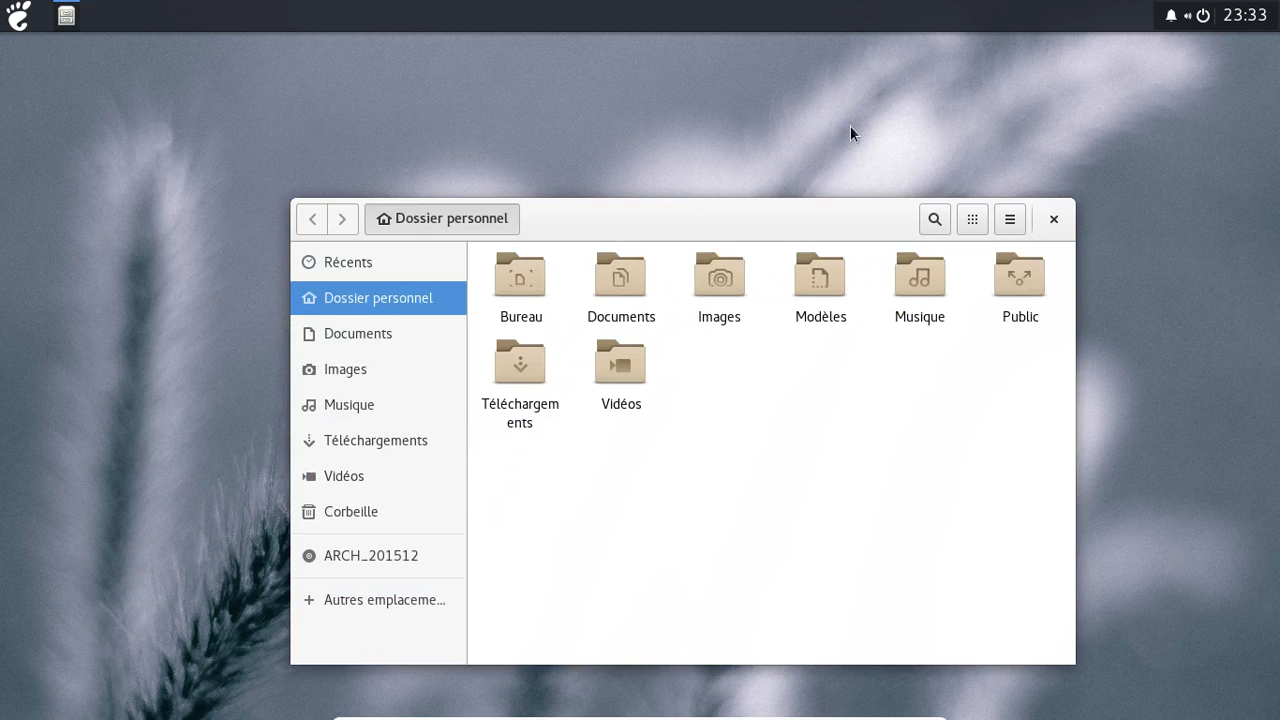 23:33
Dossier personnel
Récents
Dossier personnel
Documents
Images
Musique
Téléchargements
Vidéos
Corbeille
ARCH_201512
Autres emplaceme...
Bureau
Documents
Images
Modèles
Musique
Public
Téléchargem
ents
Vidéos